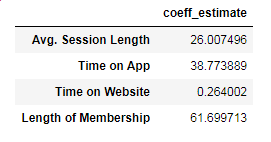 coeff_estimate
Avg. Session Length 26.007496
Time on App 38.773889
Time on Website 0.264002
Length of Membership 61.699713